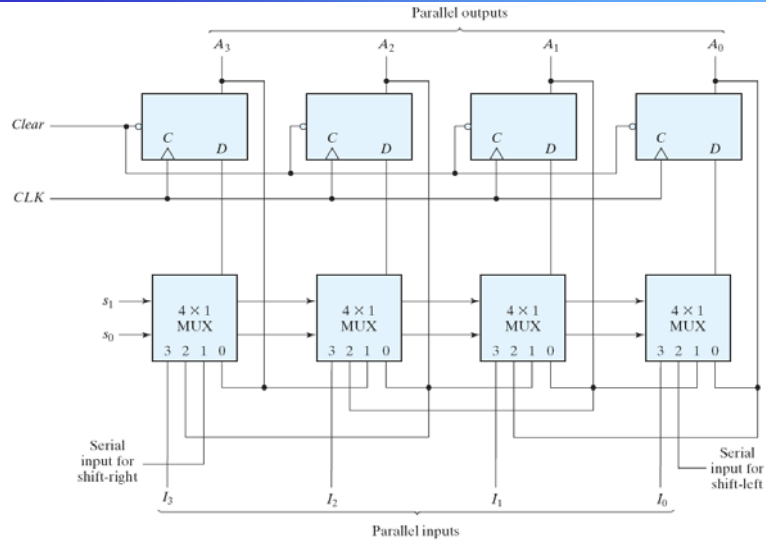 Parallel outputs
A3 A2 A1 A0
Clear
C D C D C D C D
CLK
s1
s0
4 × 1 4 × 1 4 × 1 4 × 1
MUX MUX MUX MUX
3 2 1 0 3 2 1 0 3 2 1 0 3 2 1 0
Serial
input for
shift-right
Serial
input for
shift-left
I3 I2 I1 I0
Parallel inputs